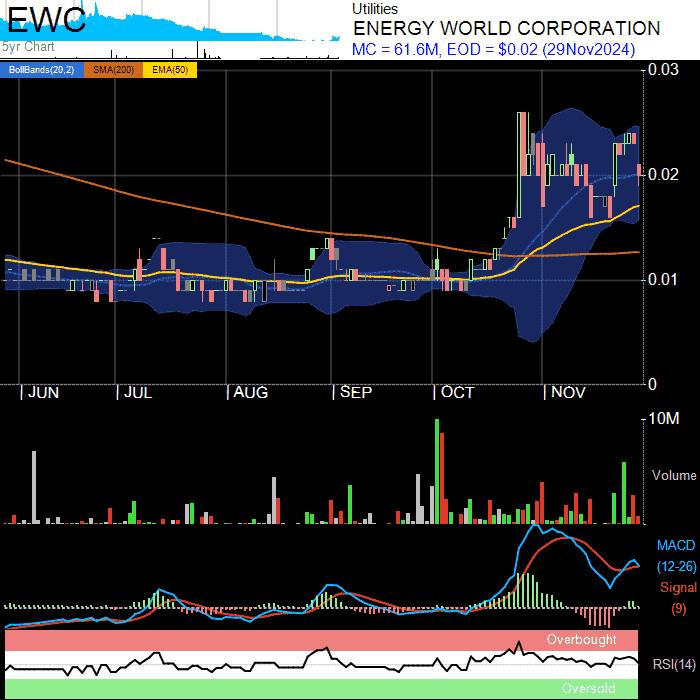 EWC
5yr Chart
Utilities
ENERGY WORLD CORPORATION
MC = 61.6M, EOD = $0.02 (29Nov2024)
BollBands(20,2) SMA(200) EMA(50)
0.03
0.02
0.01
0
JUN JUL AUG SEP OCT NOV
10M
Volume
MACD
(12-26)
Signal
(9)
Overbought
RSI(14)
Oversold